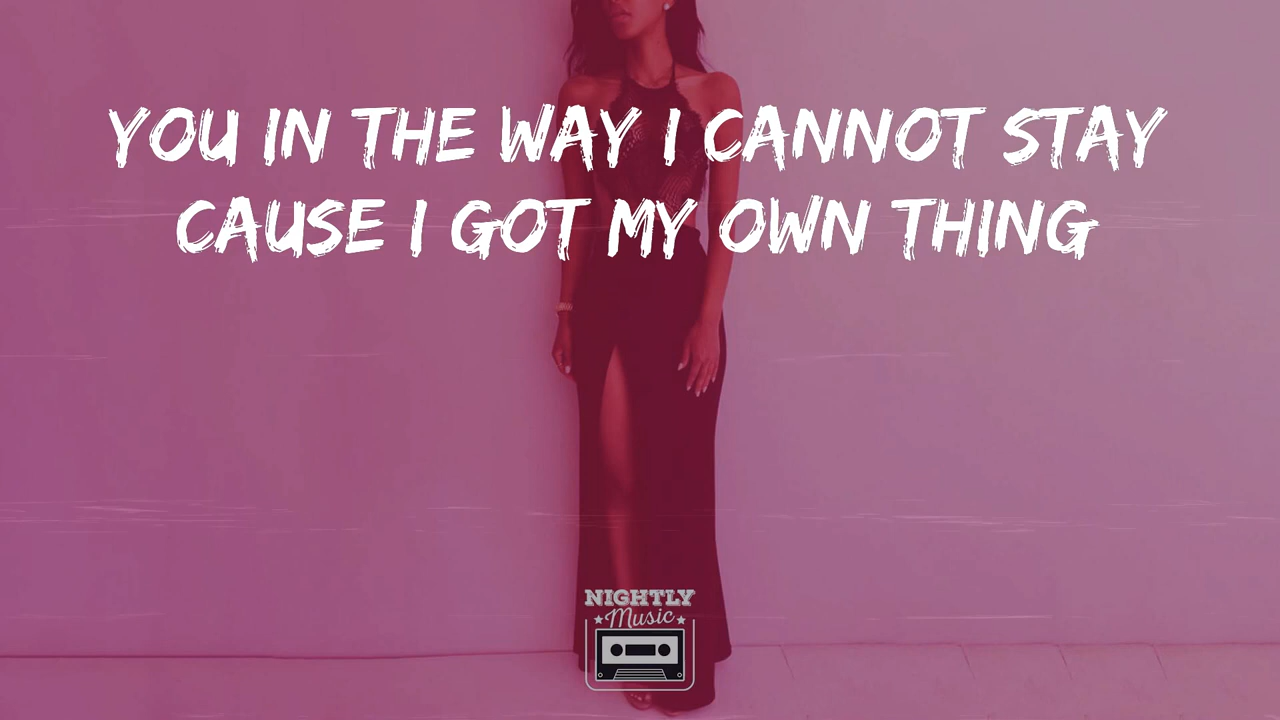 YOU IN THE WAY I CANNOT STAY
CAUSE I GOT MY OWN THING
NIGHTLY
Music